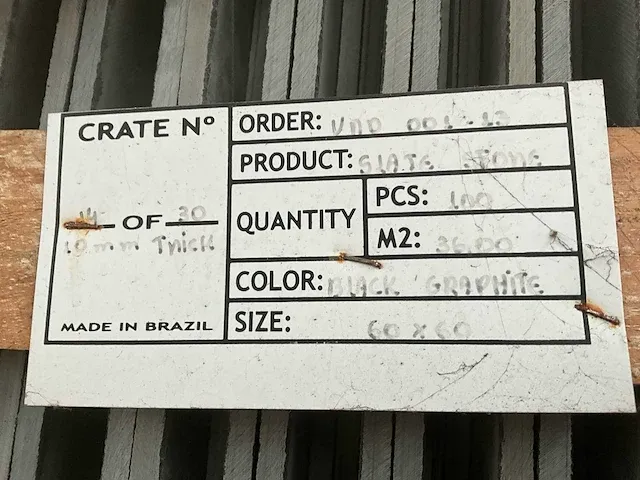 CRATE Nº
14 OF 30
10 mm Thick
MADE IN BRAZIL
ORDER:
PRODUCT: SLATE STONE
QUANTITY
PCS: 100
M2: 36,00
COLOR: BLACK GRAPHITE
SIZE: 60 x 60